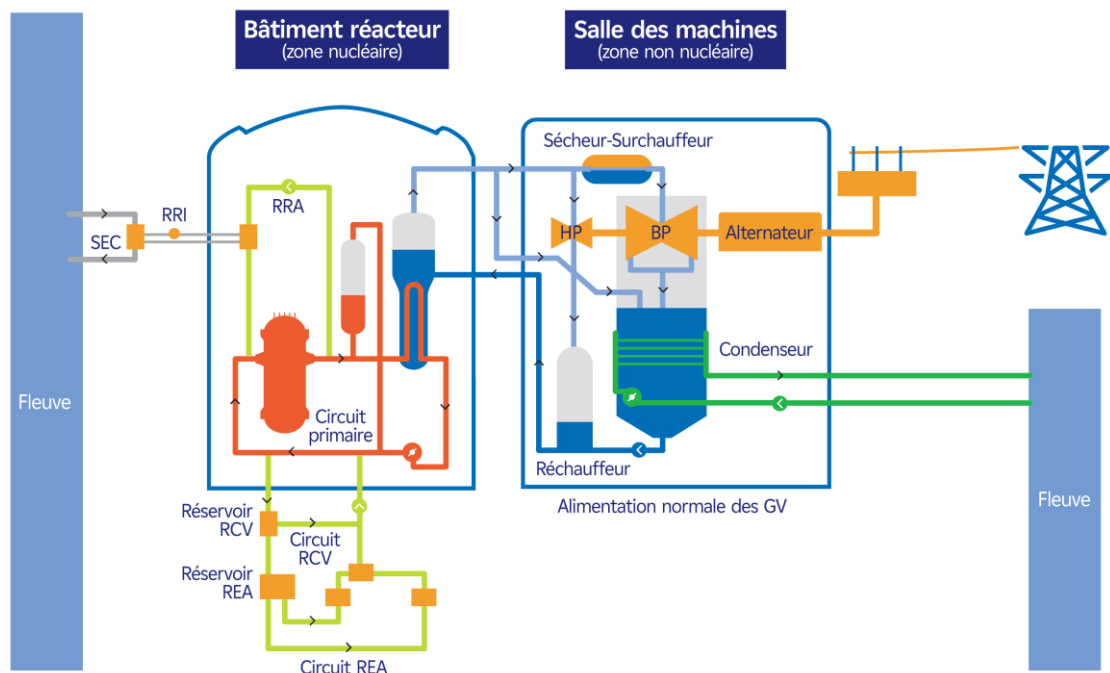 Bâtiment réacteur
(zone nucléaire)
Salle des machines
(zone non nucléaire)
Sécheur-Surchauffeur
RRI
RRA
SEC
HP
BP
Alternateur
Condenseur
Fleuve
Circuit
primaire
Réchauffeur
Fleuve
Alimentation normale des GV
Réservoir
RCV
Circuit
RCV
Réservoir
REA
Circuit REA